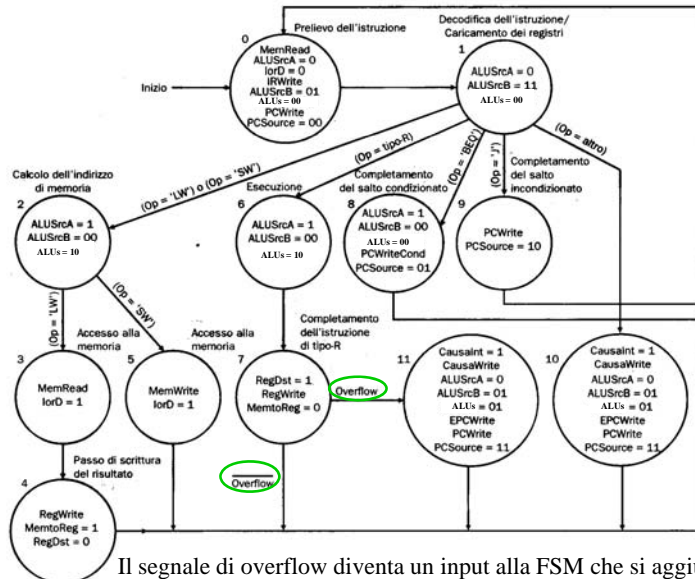 Prelievo dell'istruzione
0
MemRead
ALUSrcA = 0
IorD = 0
IRWrite
ALUSrcB = 01
ALUs = 00
PCWrite
PCSource = 00
Inizio
Decodifica dell'istruzione/
Caricamento dei registri
1
ALUSrcA = 0
ALUSrcB = 11
ALUs = 00
(Op = 'LW') o (Op = 'SW')
(Op = tipo-R)
(Op = 'BEQ')
(Op = 'J')
(Op = altro)
Calcolo dell'indirizzo
di memoria
2
ALUSrcA = 1
ALUSrcB = 00
ALUs = 10
Esecuzione
6
ALUSrcA = 1
ALUSrcB = 00
ALUs = 10
Completamento
del salto condizionato
8
ALUSrcA = 1
ALUSrcB = 00
ALUs = 00
PCWriteCond
PCSource = 01
Completamento
del salto
incondizionato
9
PCWrite
PCSource = 10
(Op = 'LW')
(Op = 'SW')
Accesso alla
memoria
3
MemRead
IorD = 1
Accesso alla
memoria
5
MemWrite
IorD = 1
Completamento
dell'istruzione
di tipo-R
7
RegDst = 1
RegWrite
MemtoReg = 0
Overflow
Overflow
11
Causaint = 1
CausaWrite
ALUSrcA = 0
ALUSrcB = 01
ALUs = 01
EPCWrite
PCWrite
PCSource = 11
10
Causaint = 1
CausaWrite
ALUSrcA = 0
ALUSrcB = 01
ALUs = 01
EPCWrite
PCWrite
PCSource = 11
Passo di scrittura
del risultato
4
RegWrite
MemtoReg = 1
RegDst = 0
Il segnale di overflow diventa un input alla FSM che si aggi